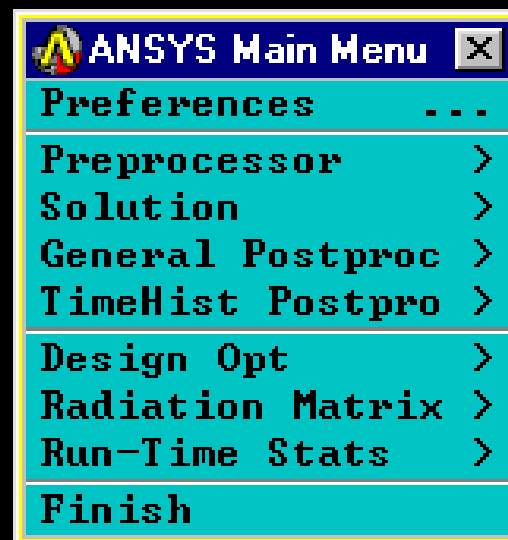 ANSYS Main Menu
Preferences ...
Preprocessor >
Solution >
General Postproc >
TimeHist Postpro >
Design Opt >
Radiation Matrix >
Run-Time Stats >
Finish